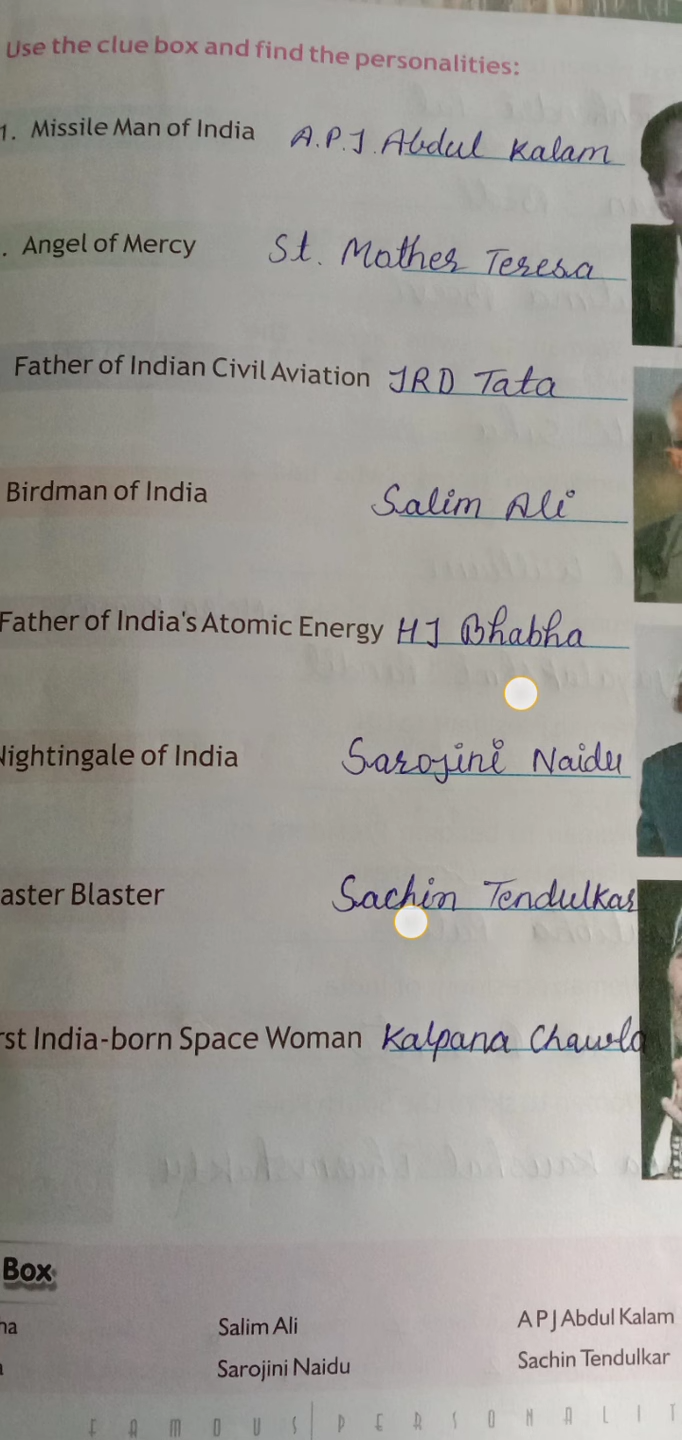 Use the clue box and find the personalities:
1. Missile Man of India A.P.J. Abdul Kalam
. Angel of Mercy St. Mother Teresa
Father of Indian Civil Aviation JRD Tata
Birdman of India Salim Ali
Father of India's Atomic Energy HJ Bhabha
Nightingale of India Sarojini Naidu
aster Blaster Sachin Tendulkar
rst India-born Space Woman Kalpana Chawla
Box
ha Salim Ali A P J Abdul Kalam
Sarojini Naidu Sachin Tendulkar
FAMOUS PERSONALIT